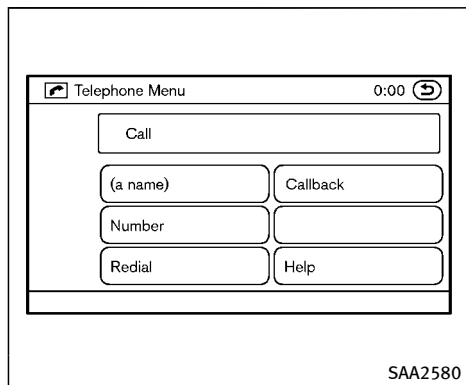 Telephone Menu 0:00
Call
(a name) Callback
Number
Redial Help
SAA2580